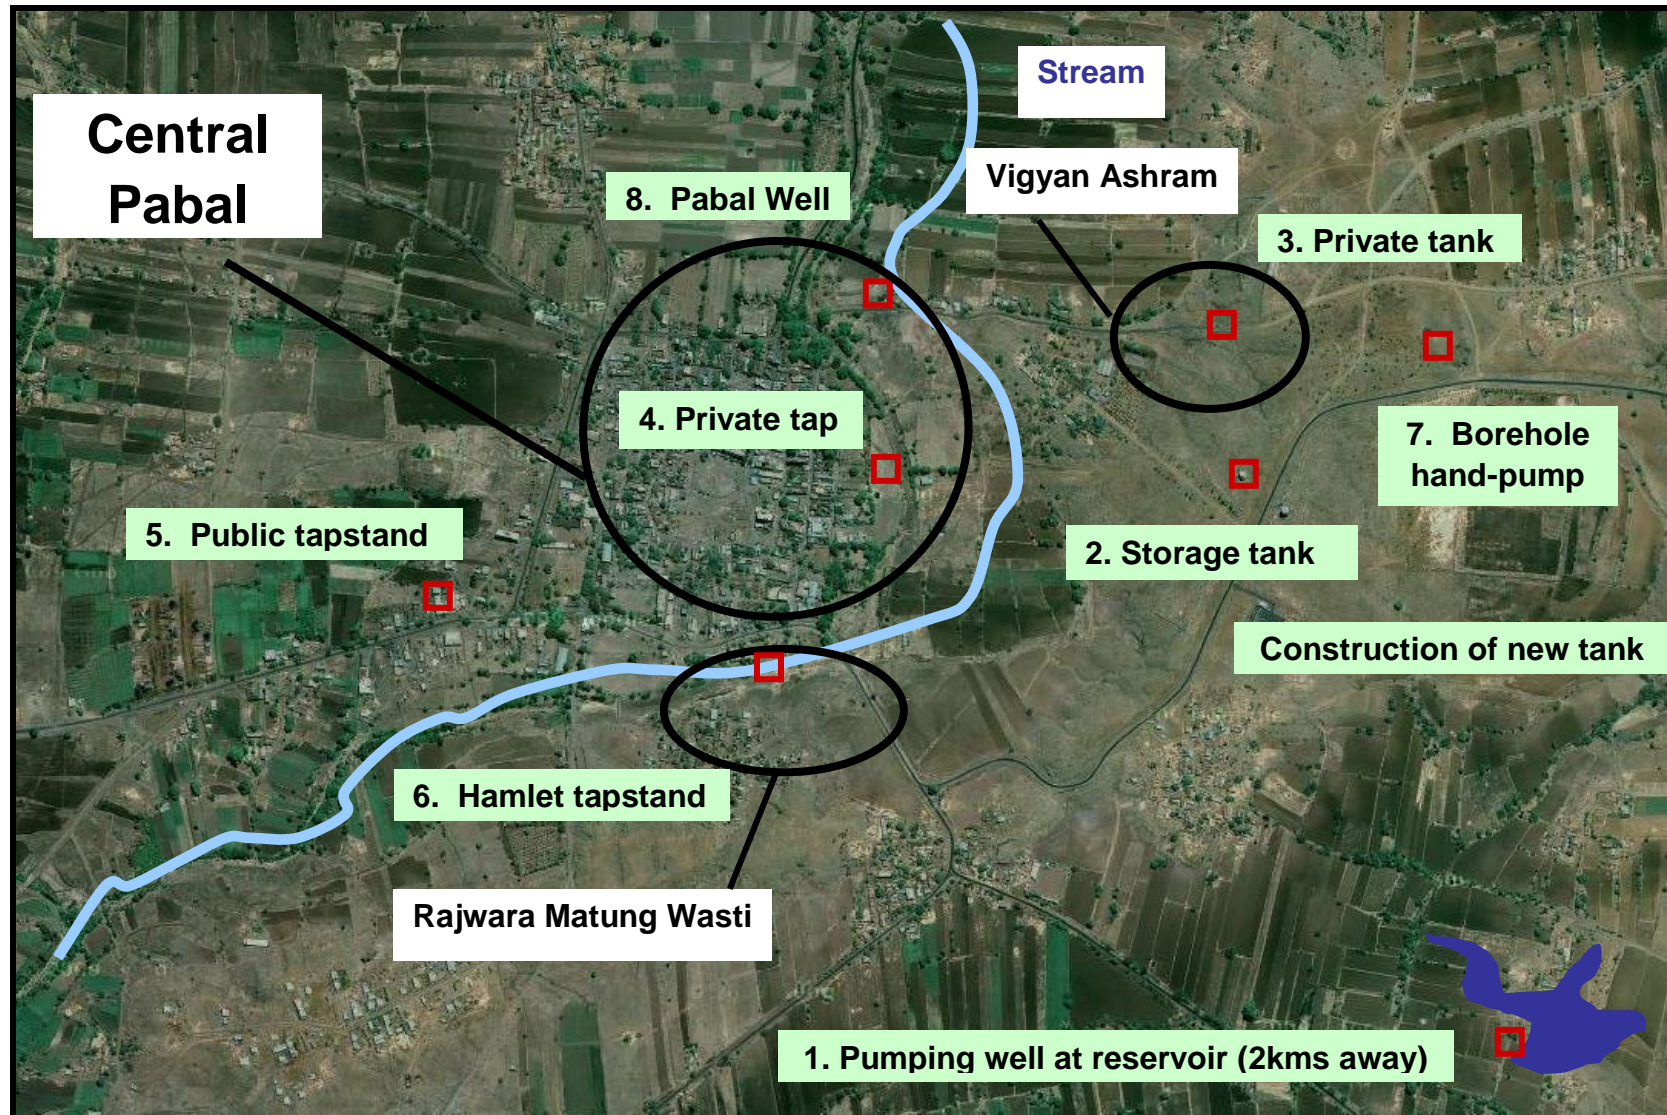 Stream
Central
Pabal
Vigyan Ashram
8. Pabal Well
3. Private tank
4. Private tap
7. Borehole
hand-pump
5. Public tapstand
2. Storage tank
Construction of new tank
6. Hamlet tapstand
Rajwara Matung Wasti
1. Pumping well at reservoir (2kms away)